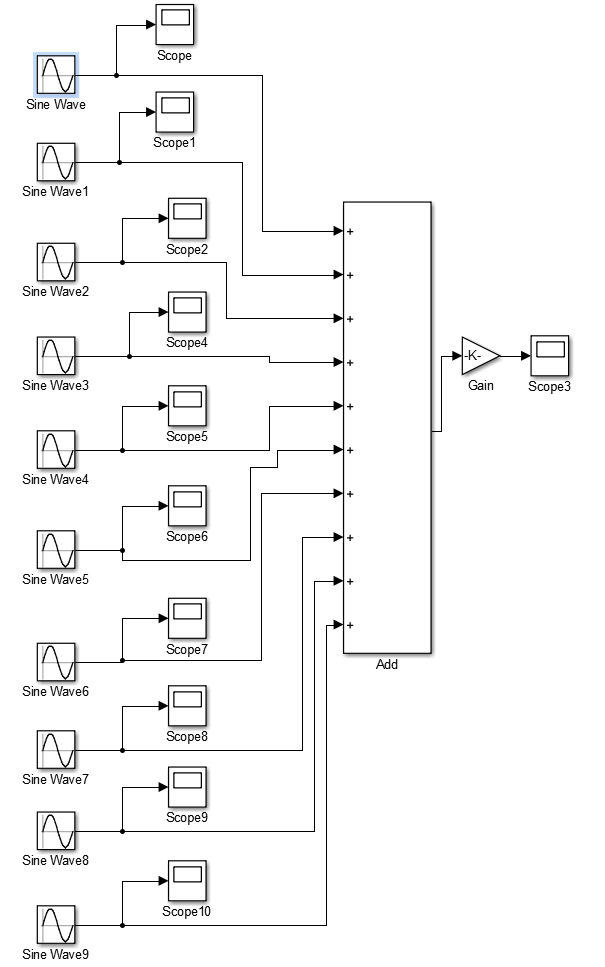 Scope
Sine Wave
Scope1
Sine Wave1
Scope2
Sine Wave2
+
+
+
Scope4
Sine Wave3
+
-K-
Gain
Scope3
Scope5
Sine Wave4
+
+
Scope6
Sine Wave5
+
+
+
+
Scope7
Sine Wave6
Add
Scope8
Sine Wave7
Scope9
Sine Wave8
Scope10
Sine Wave9